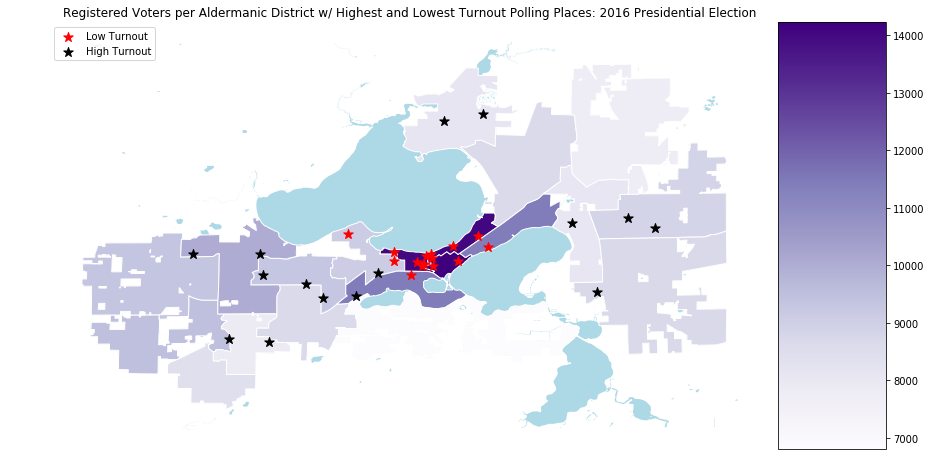 Registered Voters per Aldermanic District w/ Highest and Lowest Turnout Polling Places: 2016 Presidential Election
Low Turnout
High Turnout
14000
13000
12000
11000
10000
9000
8000
7000